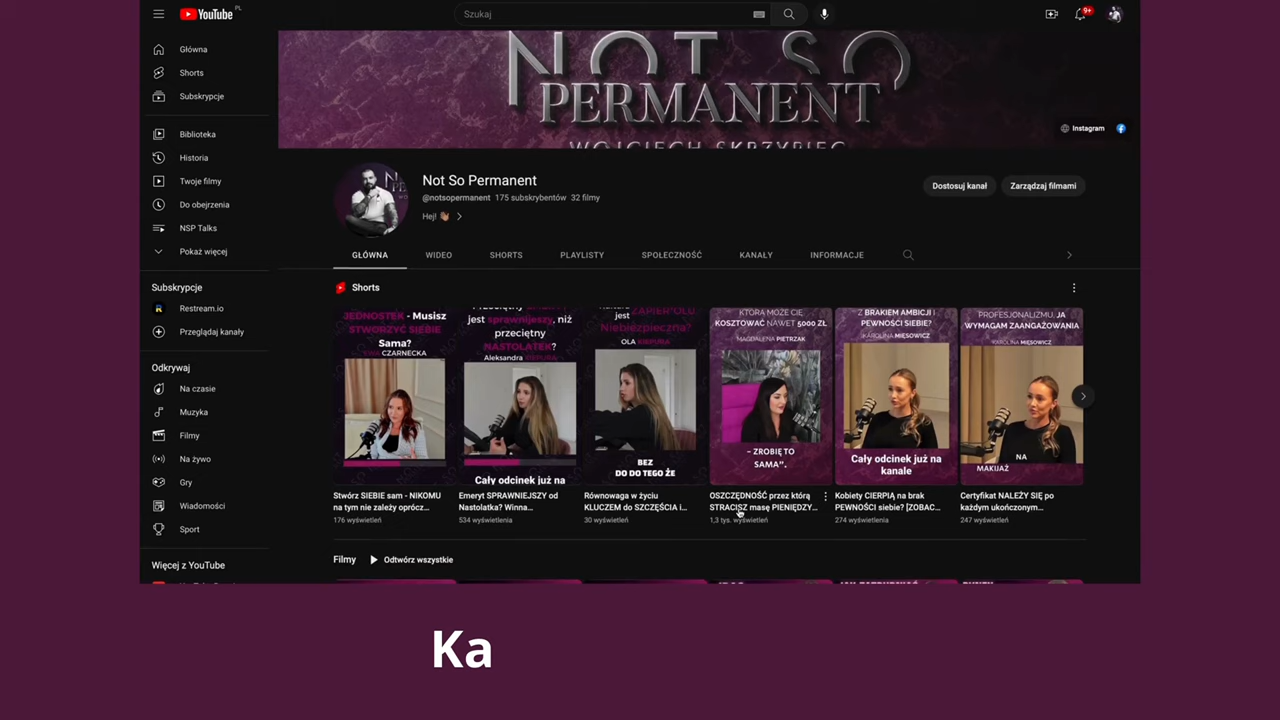 YouTube PL
Szukaj
9+
Główna
Shorts
Subskrypcje
Biblioteka
Historia
Twoje filmy
Do obejrzenia
NSP Talks
Pokaż więcej
Subskrypcje
Restream.io
Przeglądaj kanały
Odkrywaj
Na czasie
Muzyka
Filmy
Na żywo
Gry
Wiadomości
Sport
Więcej z YouTube
NOT SO
PERMANENT
WOJCIECH SKRZYPIEC
Instagram
Not So Permanent
@notsopermanent 175 subskrybentów 32 filmy
Hej!
Dostosuj kanał
Zarządzaj filmami
GŁÓWNA WIDEO SHORTS PLAYLISTY SPOŁECZNOŚĆ KANAŁY INFORMACJE
Shorts
JEDNOSTEK - Musisz
STWORZYĆ SIEBIE
Sama?
CZARNECKA
Stwórz SIEBIE sam - NIKOMU
na tym nie zależy oprócz...
176 wyświetleń
jest sprawnijeszy, niż
przeciętny
NASTOLATEK?
Aleksandra
Cały odcinek już na
Emeryt SPRAWNIEJSZY od
Nastolatka? Winna...
534 wyświetlenia
jest
Niebezpieczna?
OLA
BEZ
DO DO TEGO ŻE
Równowaga w życiu
KLUCZEM do SZCZĘŚCIA i...
30 wyświetleń
KTÓRA MOŻE CIĘ
KOSZTOWAĆ NAWET 5000 ZŁ
MAGDALENA PIETRZAK
- ZROBIĘ TO
SAMA”.
OSZCZĘDNOŚĆ przez którą
STRACISZ masę PIENIĘDZY...
1,3 tys. wyświetleń
Z BRAKIEM AMBICJI I
PEWNOŚCI SIEBIE?
KAROLINA MIĘSOWICZ
Cały odcinek już na
kanale
Kobiety CIERPIĄ na brak
PEWNOŚCI siebie? [ZOBAC...
274 wyświetlenia
PROFESJONALIZMU, JA
WYMAGAM ZAANGAŻOWANIA
KAROLINA MIĘSOWICZ
NA
MAKIJAŻ
Certyfikat NALEŻY SIĘ po
każdym ukończonym...
247 wyświetleń
Filmy Odtwórz wszystkie
Ka